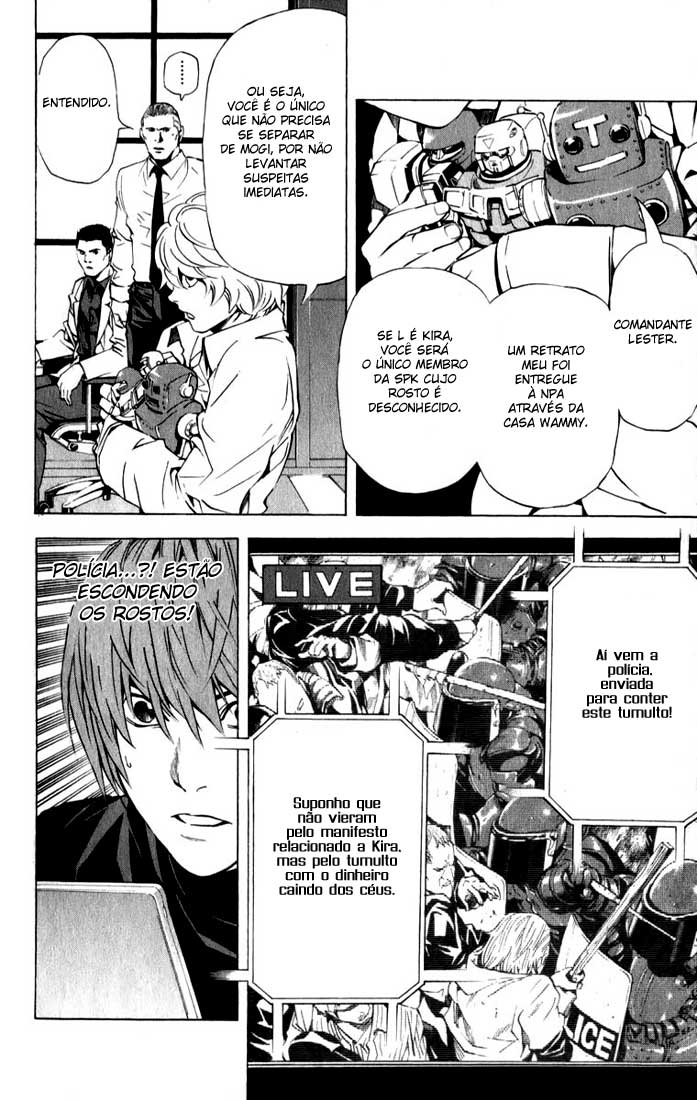 COMANDANTE
LESTER.
UM RETRATO
MEU FOI
ENTREGUE
À NPA
ATRAVÉS DA
CASA WAMMY.
SE L É KIRA,
VOCÊ SERÁ
O ÚNICO MEMBRO
DA SPK CUJO
ROSTO É
DESCONHECIDO.
OU SEJA,
VOCÊ É O ÚNICO
QUE NÃO PRECISA
SE SEPARAR
DE MOGI, POR NÃO
LEVANTAR
SUSPEITAS
IMEDIATAS.
......
ENTENDIDO.
LIVE
Aí vem a
polícia,
enviada
para conter
este tumulto!
Suponho que
não vieram
pelo manifesto
relacionado a Kira,
mas pelo tumulto
com o dinheiro
caindo dos céus.
POLICE
POLÍCIA...?! ESTÃO
ESCONDENDO
OS ROSTOS!